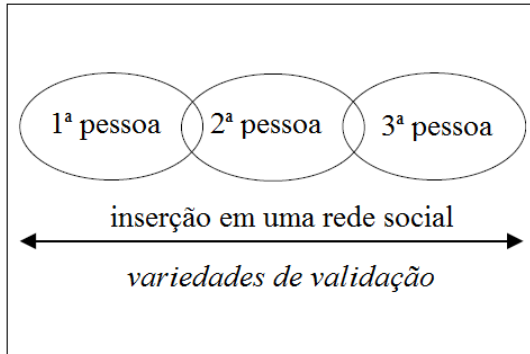 1ª pessoa 2ª pessoa 3ª pessoa
inserção em uma rede social
variedades de validação